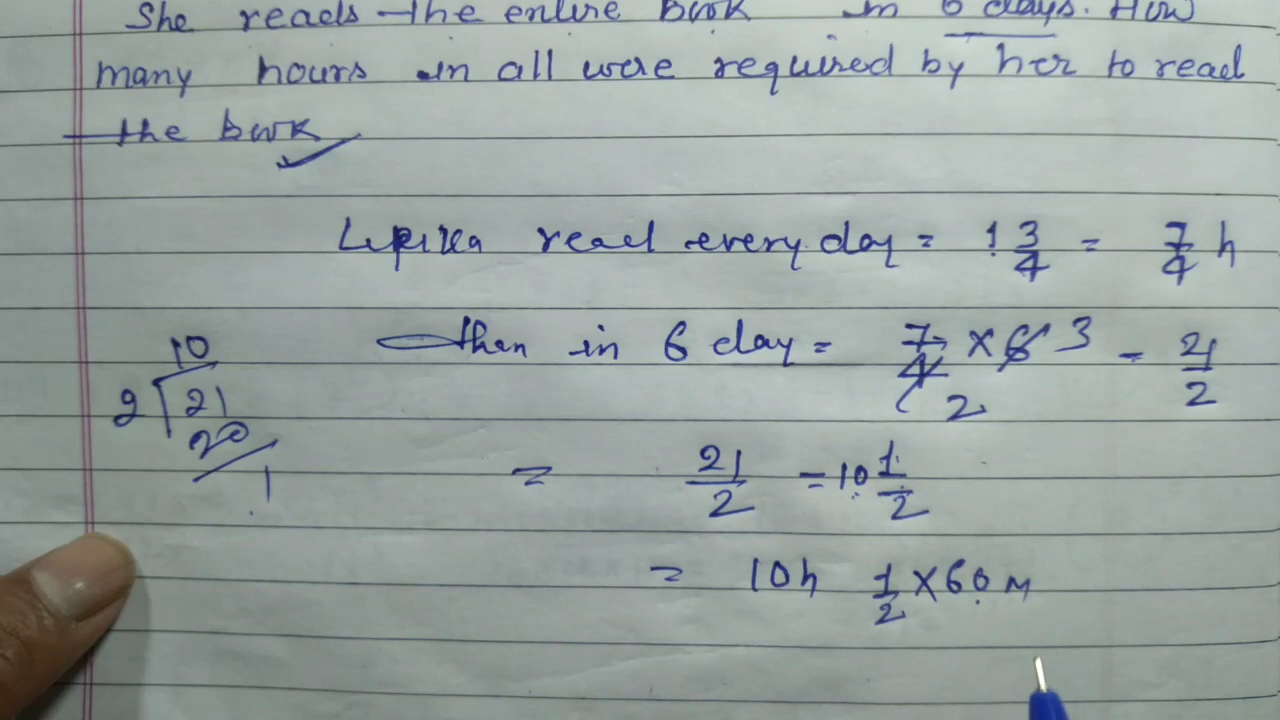 She reads the entire book in 6 days. How
many hours in all were required by her to read
the book
Lepika read every day = 1 3/4 = 7/4 h
then in 6 day = 7/4 2 × 6 3 = 21/2
10
2 21
20
1
= 21/2 = 10 1/2
= 10h 1/2 × 60 M